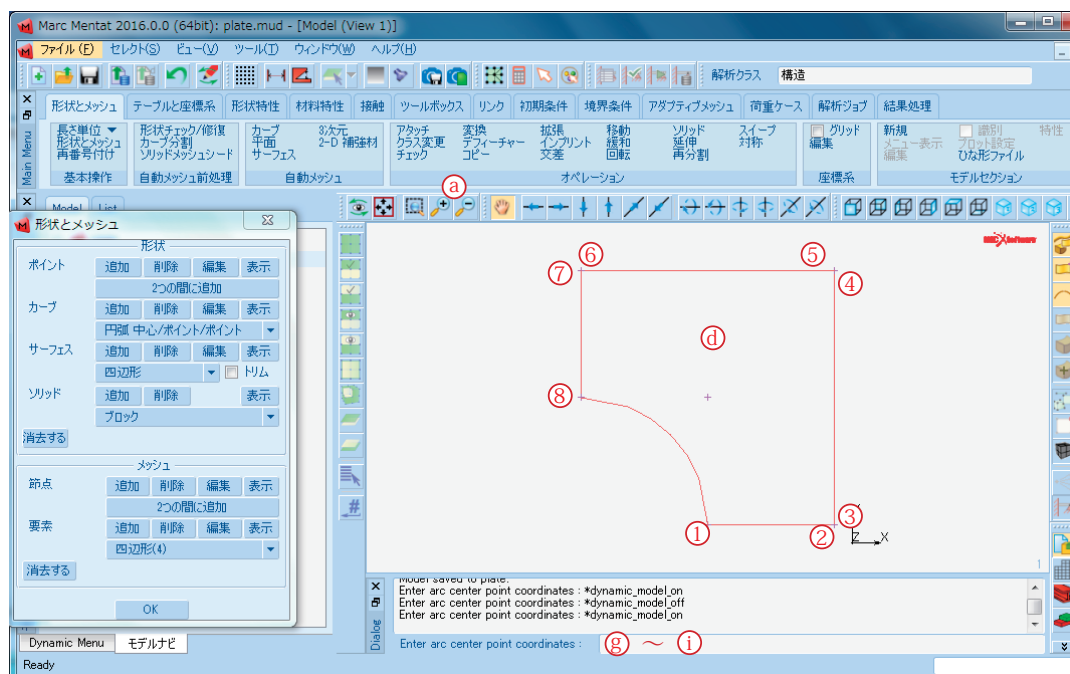 Marc Mentat 2016.0.0 (64bit): plate.mud - [Model (View 1)]
ファイル (F) セレクト(S) ビュー(V) ツール(T) ウィンドウ(W) ヘルプ(H)
解析クラス 構造
形状とメッシュ テーブルと座標系 形状特性 材料特性 接触 ツールボックス リンク 初期条件 境界条件 アダプティブメッシュ 荷重ケース 解析ジョブ 結果処理
Main Menu
長さ単位 形状チェック/修復 カーブ 3次元 アタッチ 変換 拡張 移動 ソリッド スイープ グリッド 新規 識別 特性
形状とメッシュ カーブ分割 平面 2-D 補強材 クラス変更 デフィーチャー インプリント 緩和 延伸 対称 編集 メニュー表示 プロット設定
再番号付け ソリッドメッシュシード サーフェス チェック コピー 交差 回転 再分割 編集 ひな形ファイル
基本操作 自動メッシュ前処理 自動メッシュ オペレーション 座標系 モデルセクション
ⓐ
Model List
形状とメッシュ
形状
ポイント 追加 削除 編集 表示
2つの間に追加
カーブ 追加 削除 編集 表示
円弧 中心/ポイント/ポイント
サーフェス 追加 削除 編集 表示
四辺形 トリム
ソリッド 追加 削除 表示
ブロック
消去する
メッシュ
節点 追加 削除 編集 表示
2つの間に追加
要素 追加 削除 編集 表示
四辺形(4)
消去する
OK
Dynamic Menu モデルナビ
Ready
MSC Software
⑥ ⑤
⑦ ④
ⓓ
⑧
① ② ③
Z X
1
Dialog
Model saved to plate.
Enter arc center point coordinates : *dynamic_model_on
Enter arc center point coordinates : *dynamic_model_off
Enter arc center point coordinates : *dynamic_model_on
Enter arc center point coordinates : ⓖ ～ ⓘ